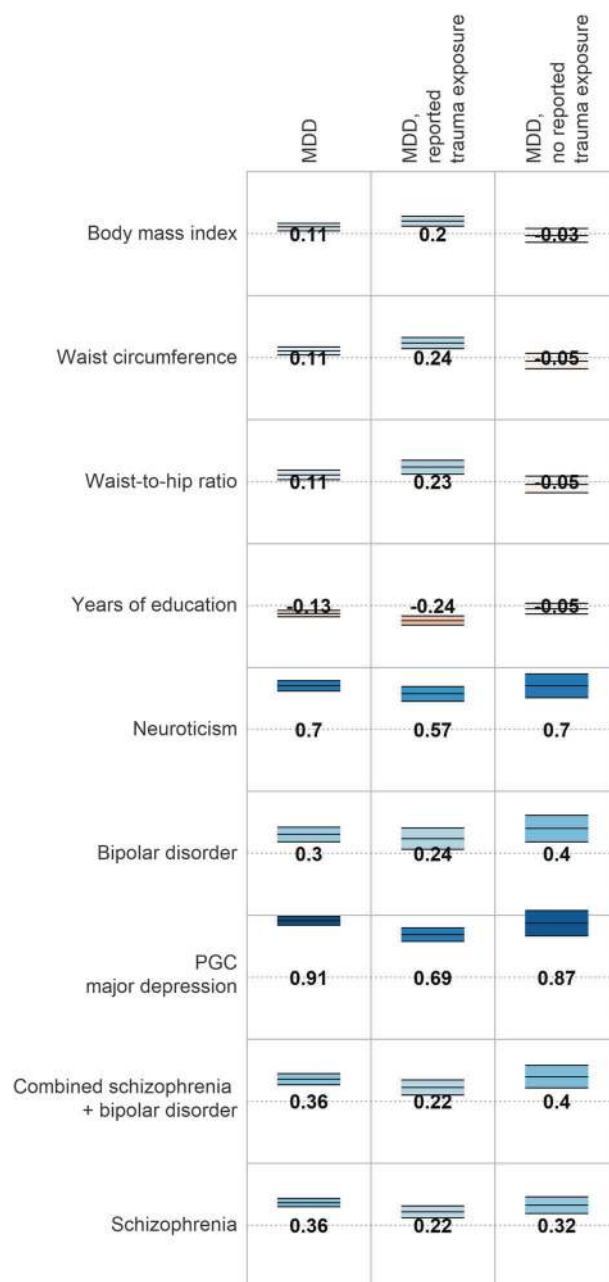 MDD
MDD,
reported
trauma exposure
MDD,
no reported
trauma exposure
Body mass index
0.11
0.2
-0.03
Waist circumference
0.11
0.24
-0.05
Waist-to-hip ratio
0.11
0.23
-0.05
Years of education
-0.13
-0.24
-0.05
Neuroticism
0.7
0.57
0.7
Bipolar disorder
0.3
0.24
0.4
PGC
major depression
0.91
0.69
0.87
Combined schizophrenia
+ bipolar disorder
0.36
0.22
0.4
Schizophrenia
0.36
0.22
0.32